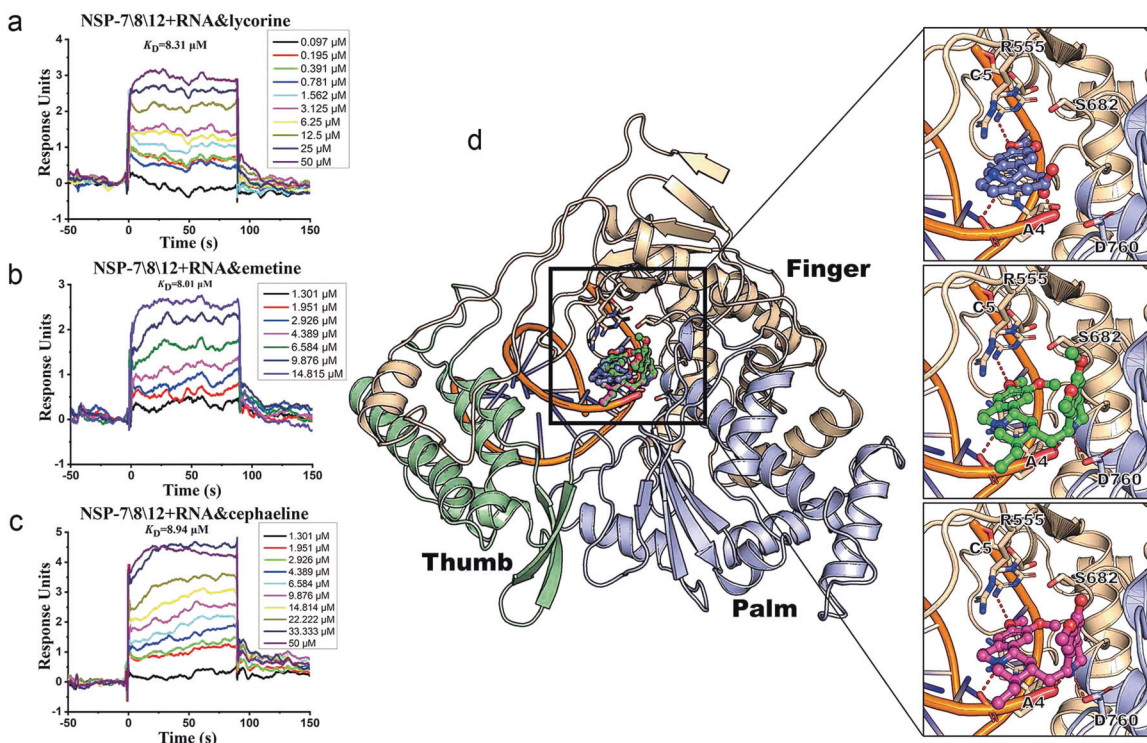 a
NSP-7\8\12+RNA&lycorine
KD=8.31 μM
Response Units
4
3
2
1
0
-1
-50 0 50 100 150
Time (s)
0.097 μM
0.195 μM
0.391 μM
0.781 μM
1.562 μM
3.125 μM
6.25 μM
12.5 μM
25 μM
50 μM
b
NSP-7\8\12+RNA&emetine
KD=8.01 μM
Response Units
3
2
1
0
-1
-50 0 50 100 150
Time (s)
1.301 μM
1.951 μM
2.926 μM
4.389 μM
6.584 μM
9.876 μM
14.815 μM
c
NSP-7\8\12+RNA&cephaeline
KD=8.94 μM
Response Units
5
4
3
2
1
0
-1
-50 0 50 100 150
Time (s)
1.301 μM
1.951 μM
2.926 μM
4.389 μM
6.584 μM
9.876 μM
14.814 μM
22.222 μM
33.333 μM
50 μM
d
Finger
Thumb
Palm
R555
C5
S682
A4
D760
R555
C5
S682
A4
D760
R555
C5
S682
A4
D760